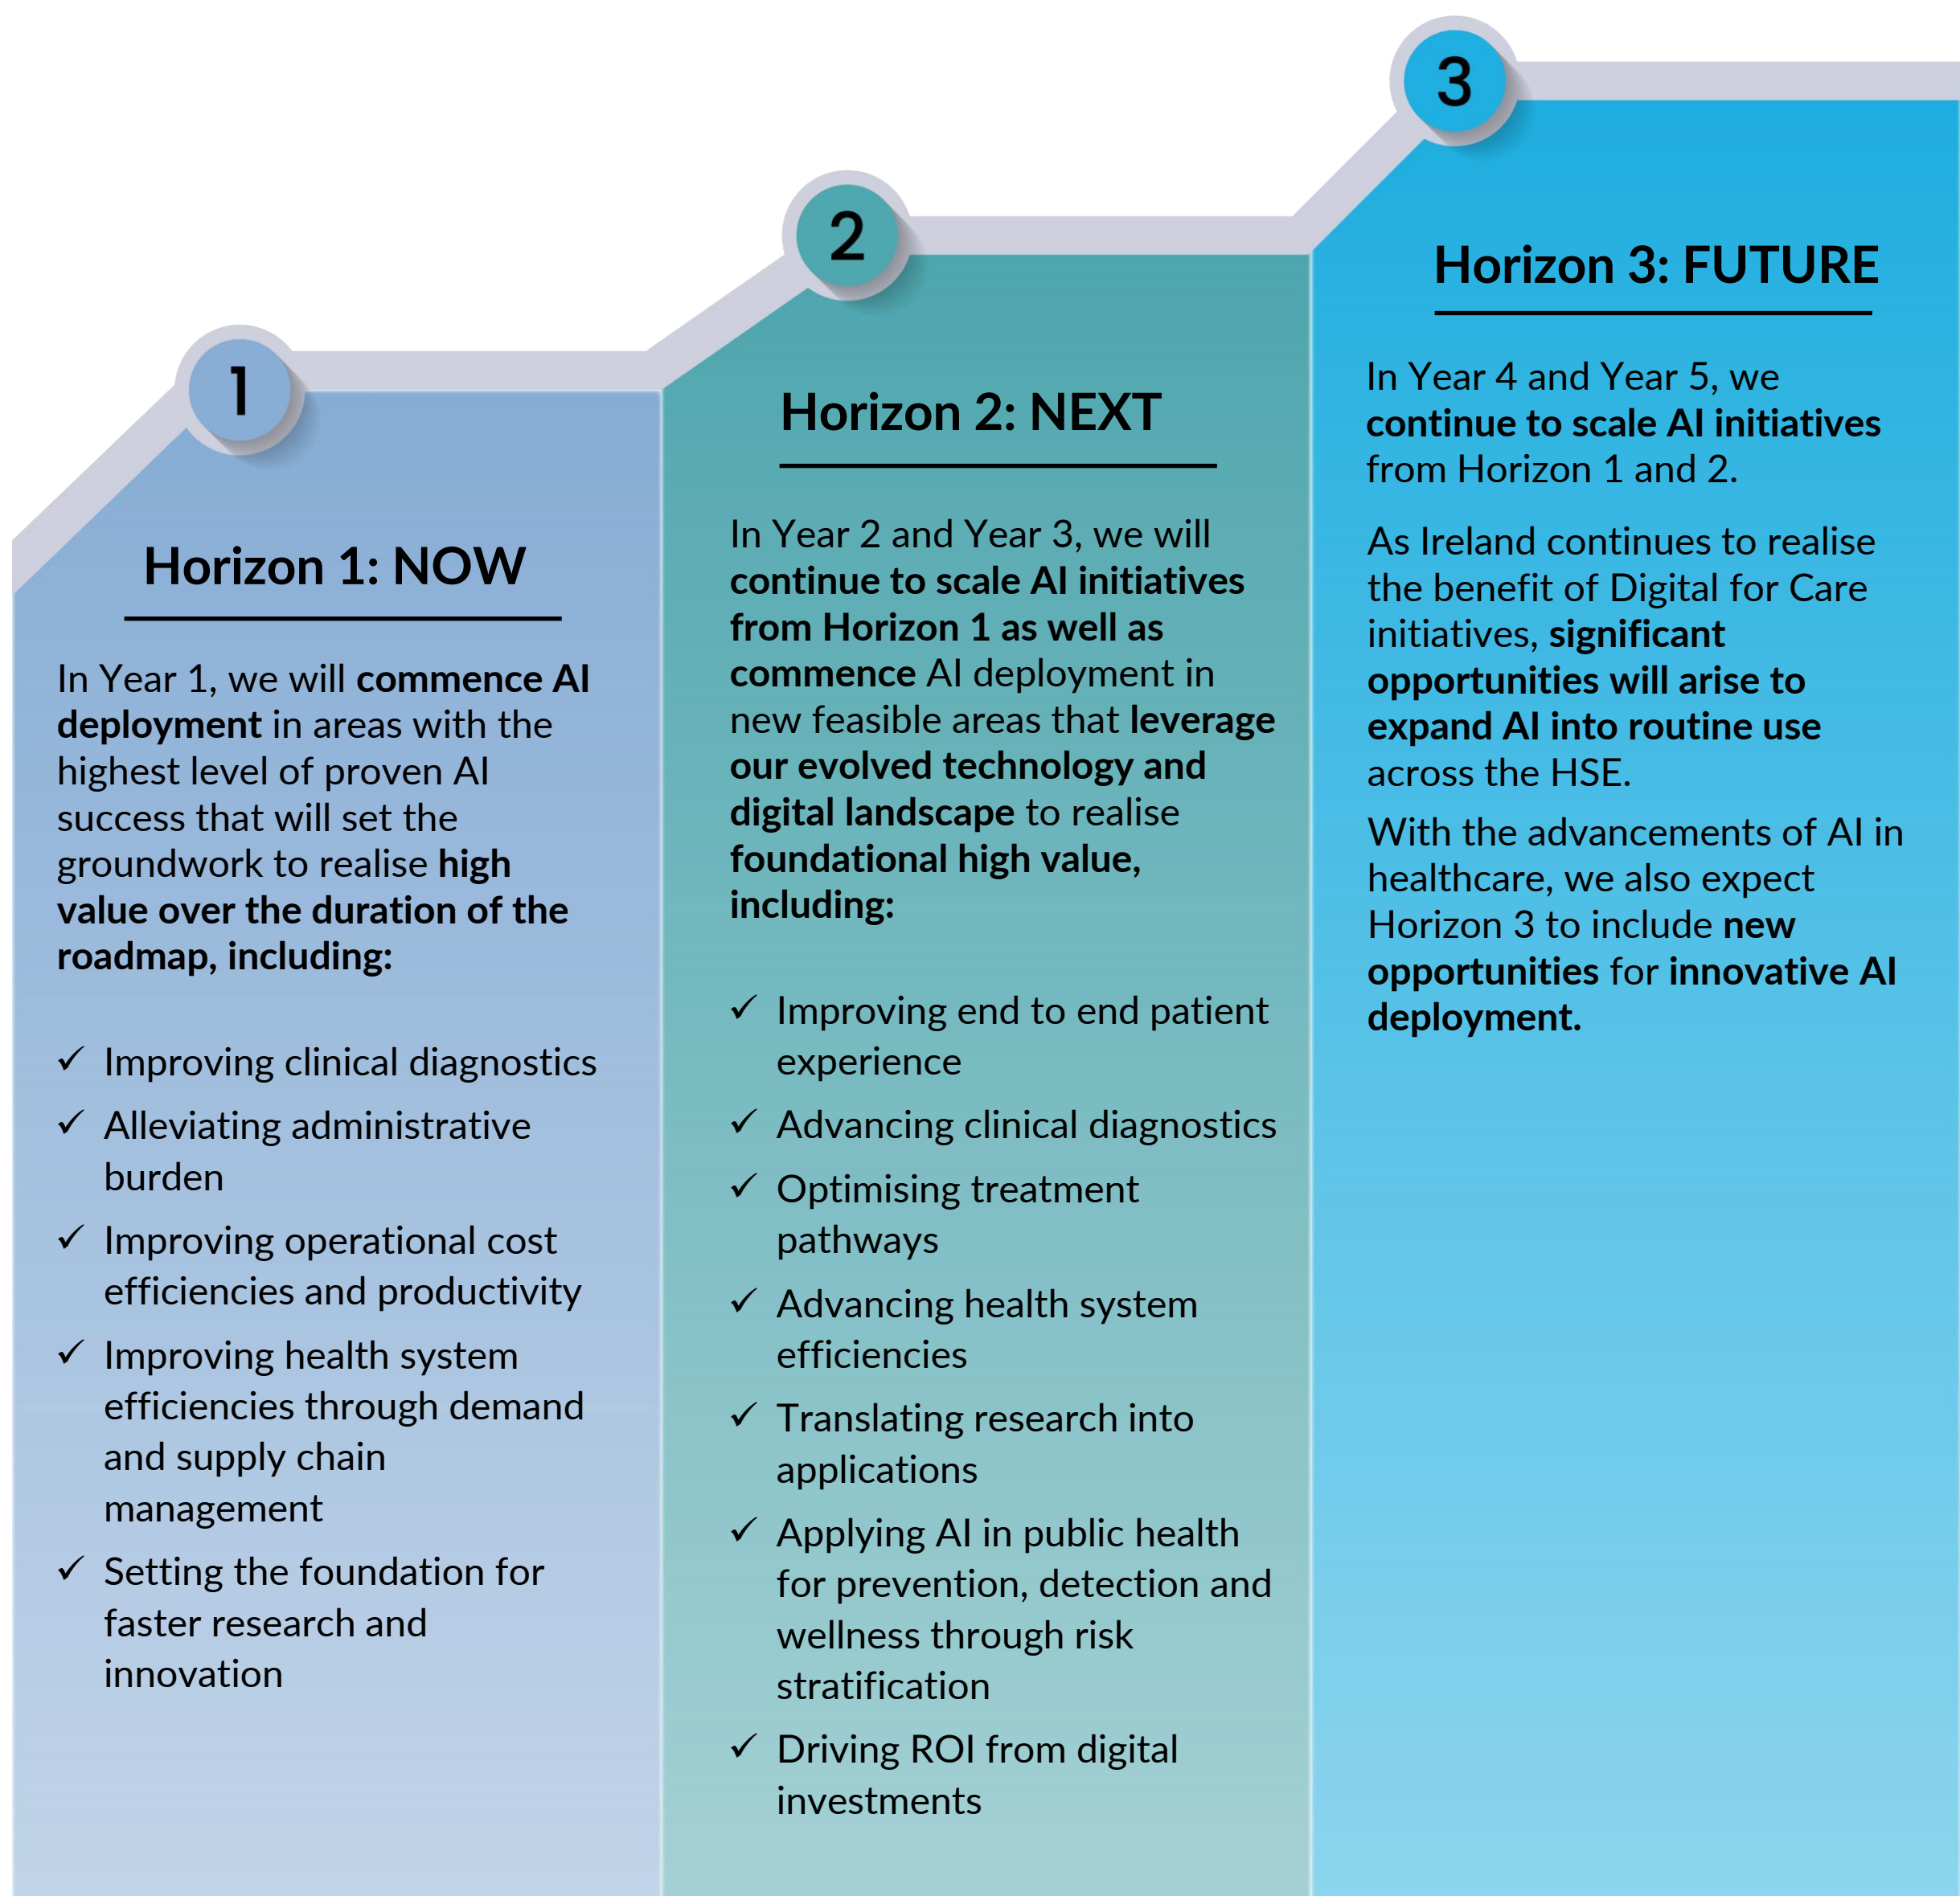 1
Horizon 1: NOW
In Year 1, we will commence AI
deployment in areas with the
highest level of proven AI
success that will set the
groundwork to realise high
value over the duration of the
roadmap, including:
✓ Improving clinical diagnostics
✓ Alleviating administrative
burden
✓ Improving operational cost
efficiencies and productivity
✓ Improving health system
efficiencies through demand
and supply chain
management
✓ Setting the foundation for
faster research and
innovation
2
Horizon 2: NEXT
In Year 2 and Year 3, we will
continue to scale AI initiatives
from Horizon 1 as well as
commence AI deployment in
new feasible areas that leverage
our evolved technology and
digital landscape to realise
foundational high value,
including:
✓ Improving end to end patient
experience
✓ Advancing clinical diagnostics
✓ Optimising treatment
pathways
✓ Advancing health system
efficiencies
✓ Translating research into
applications
✓ Applying AI in public health
for prevention, detection and
wellness through risk
stratification
✓ Driving ROI from digital
investments
3
Horizon 3: FUTURE
In Year 4 and Year 5, we
continue to scale AI initiatives
from Horizon 1 and 2.
As Ireland continues to realise
the benefit of Digital for Care
initiatives, significant
opportunities will arise to
expand AI into routine use
across the HSE.
With the advancements of AI in
healthcare, we also expect
Horizon 3 to include new
opportunities for innovative AI
deployment.